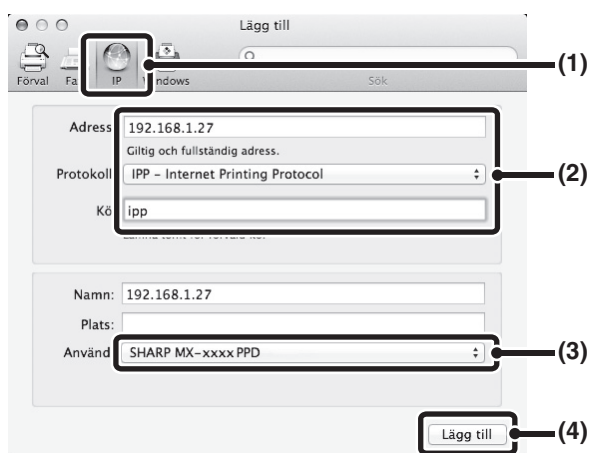 Lägg till
(1)
Förval
IP
Sök
Adress
192.168.1.27
Giltig och fullständig adress.
Protokoll
IPP – Internet Printing Protocol
(2)
Kö
ipp
Namn: 192.168.1.27
Plats:
Använd
SHARP MX-xxxx PPD
(3)
Lägg till
(4)